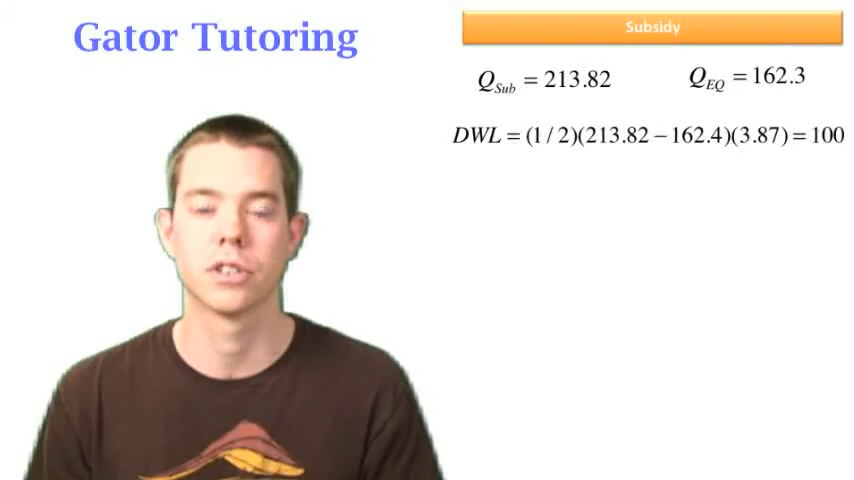 Gator Tutoring
Subsidy
Q_Sub = 213.82
Q_EQ = 162.3
DWL = (1 / 2)(213.82 − 162.4)(3.87) = 100